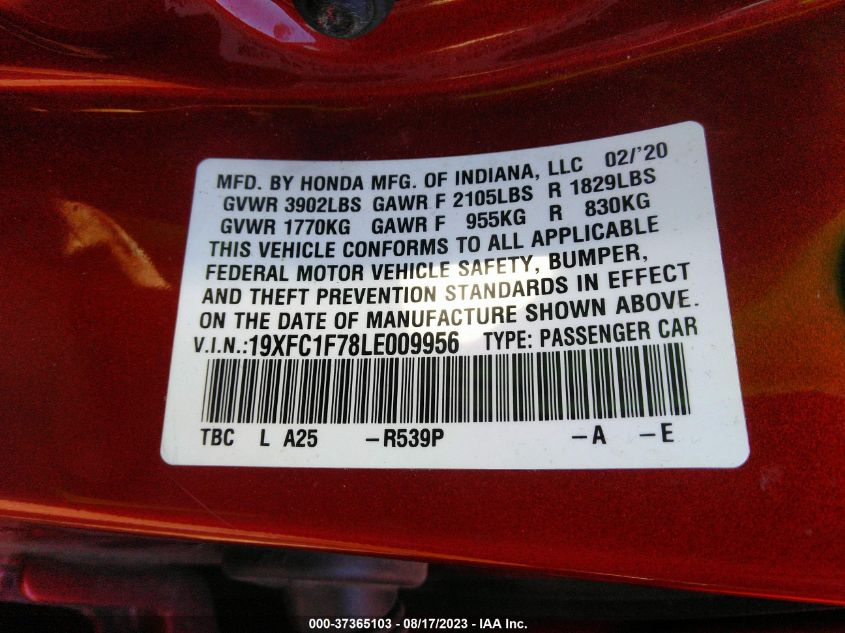 MFD. BY HONDA MFG. OF INDIANA, LLC 02/'20
GVWR 3902LBS GAWR F 2105LBS R 1829LBS
GVWR 1770KG GAWR F 955KG R 830KG
THIS VEHICLE CONFORMS TO ALL APPLICABLE
FEDERAL MOTOR VEHICLE SAFETY, BUMPER,
AND THEFT PREVENTION STANDARDS IN EFFECT
ON THE DATE OF MANUFACTURE SHOWN ABOVE.
V.I.N.:19XFC1F78LE009956 TYPE: PASSENGER CAR
TBC L A25 –R539P –A –E
000-37365103 — 08/17/2023 — IAA Inc.